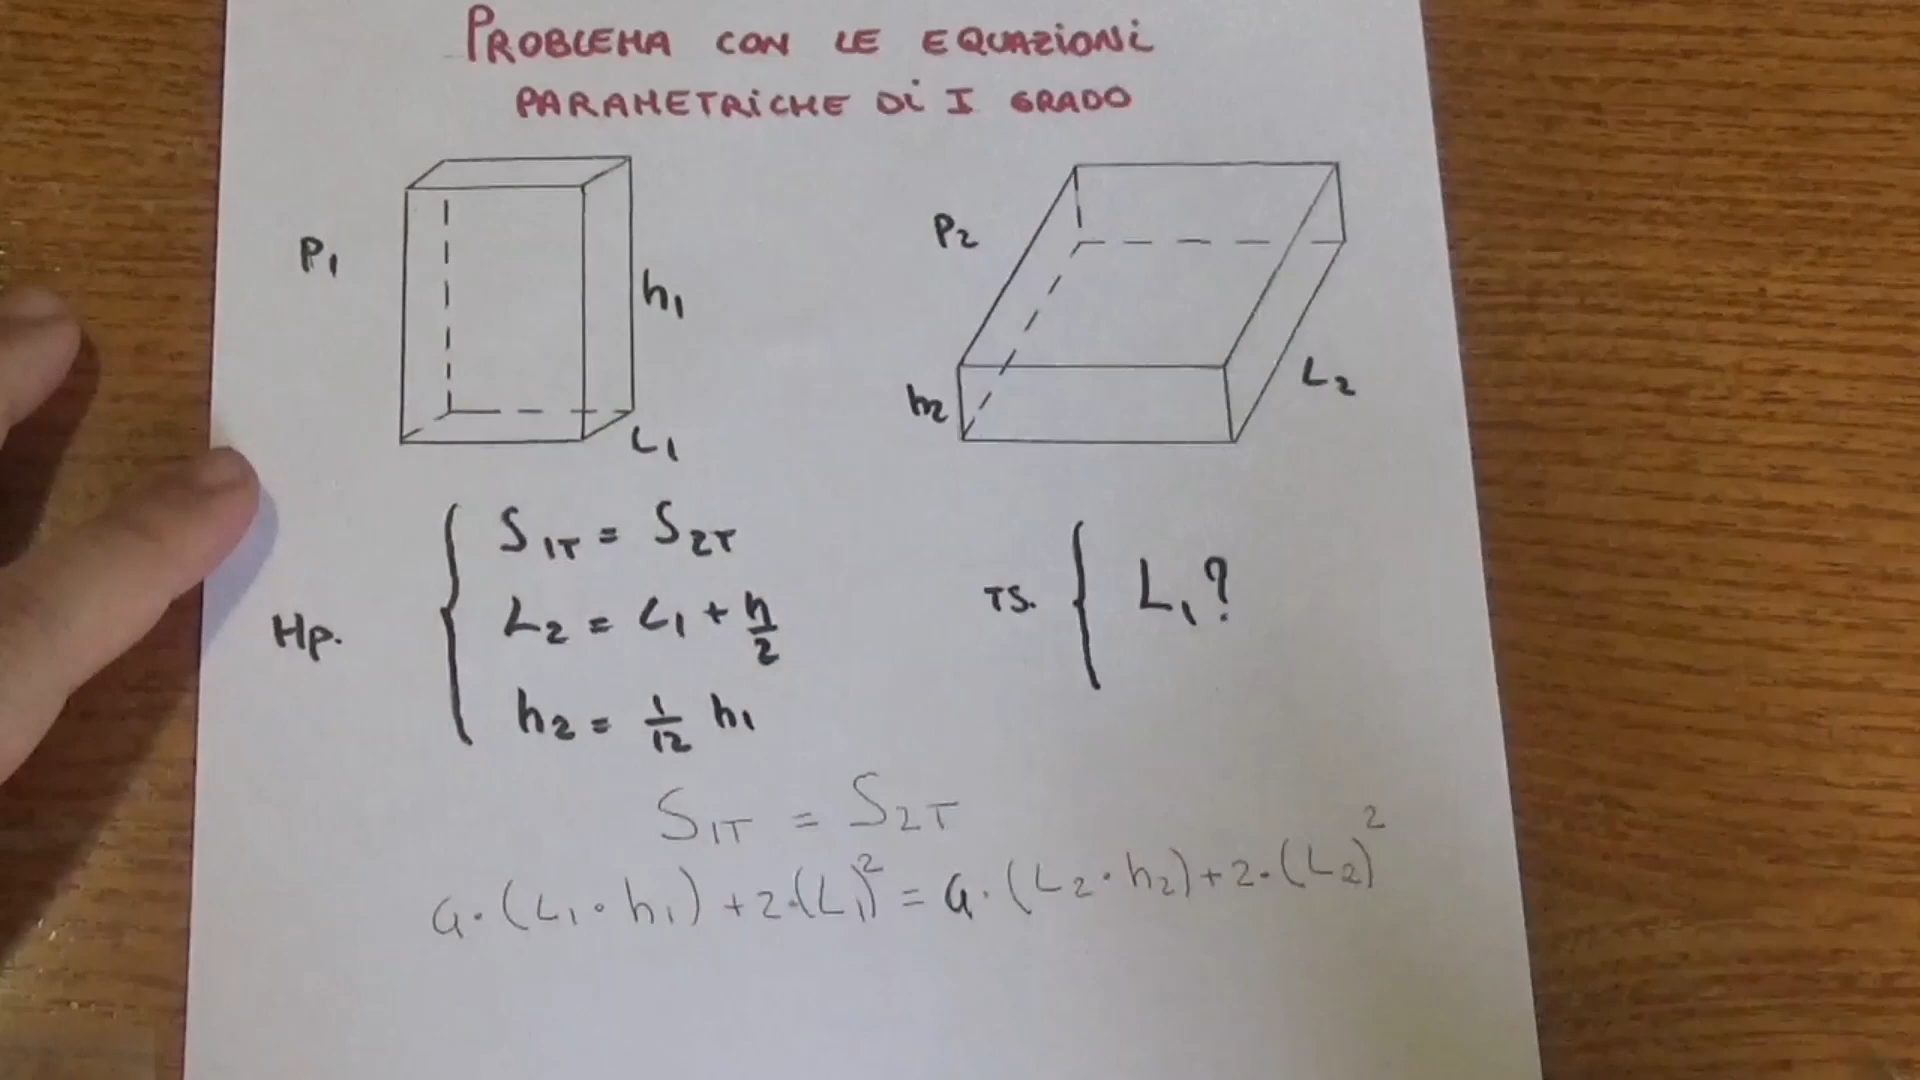 PROBLEMA CON LE EQUAZIONI
PARAMETRICHE DI I GRADO
P₁
h₁
L₁
P₂
h₂
L₂
Hp.
S₁T = S₂T
L₂ = L₁ + h/2
h₂ = 1/12 h₁
TS.
L₁?
S₁T = S₂T
4·(L₁·h₁)+2·(L₁)² = 4·(L₂·h₂)+2·(L₂)²